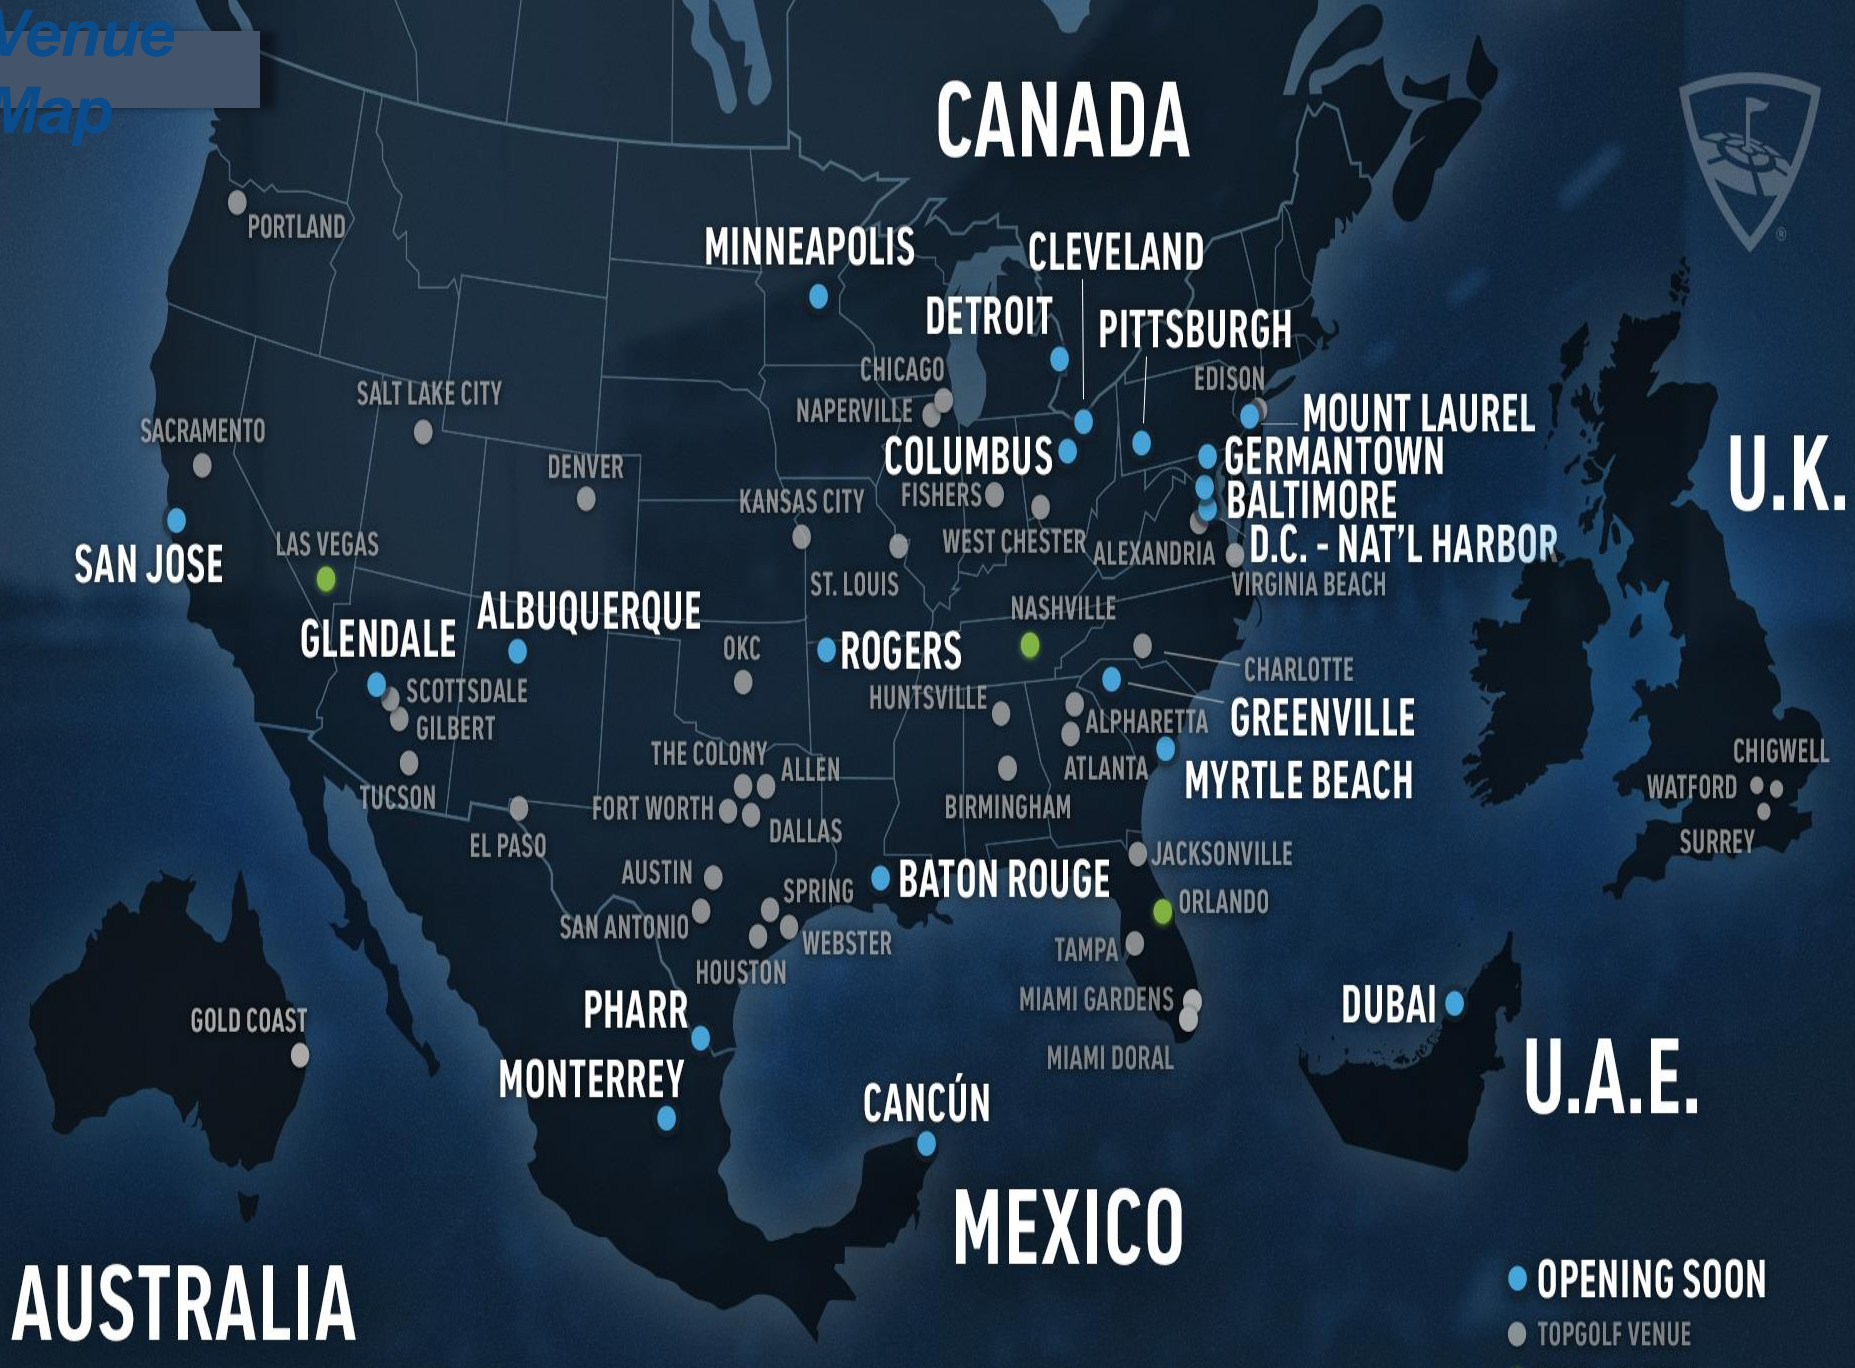 Venue
Map
CANADA
PORTLAND
MINNEAPOLIS
CLEVELAND
DETROIT
PITTSBURGH
CHICAGO
EDISON
SALT LAKE CITY
NAPERVILLE
MOUNT LAUREL
SACRAMENTO
COLUMBUS
GERMANTOWN
U.K.
DENVER
KANSAS CITY
FISHERS
BALTIMORE
LAS VEGAS
WEST CHESTER
ALEXANDRIA
D.C. - NAT'L HARBOR
SAN JOSE
ST. LOUIS
VIRGINIA BEACH
ALBUQUERQUE
NASHVILLE
GLENDALE
OKC
ROGERS
CHARLOTTE
SCOTTSDALE
HUNTSVILLE
GILBERT
ALPHARETTA
GREENVILLE
THE COLONY
ALLEN
ATLANTA
MYRTLE BEACH
CHIGWELL
WATFORD
TUCSON
FORT WORTH
BIRMINGHAM
DALLAS
SURREY
EL PASO
JACKSONVILLE
AUSTIN
BATON ROUGE
SPRING
ORLANDO
SAN ANTONIO
WEBSTER
TAMPA
HOUSTON
MIAMI GARDENS
DUBAI
PHARR
GOLD COAST
MIAMI DORAL
MONTERREY
U.A.E.
CANCÚN
MEXICO
AUSTRALIA
OPENING SOON
TOPGOLF VENUE
®